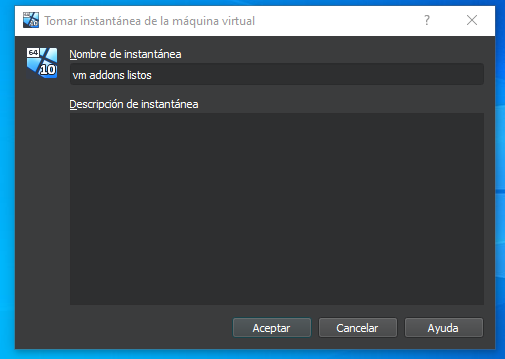 Tomar instantánea de la máquina virtual
?
64
10
Nombre de instantánea
vm addons listos
Descripción de instantánea
Aceptar
Cancelar
Ayuda